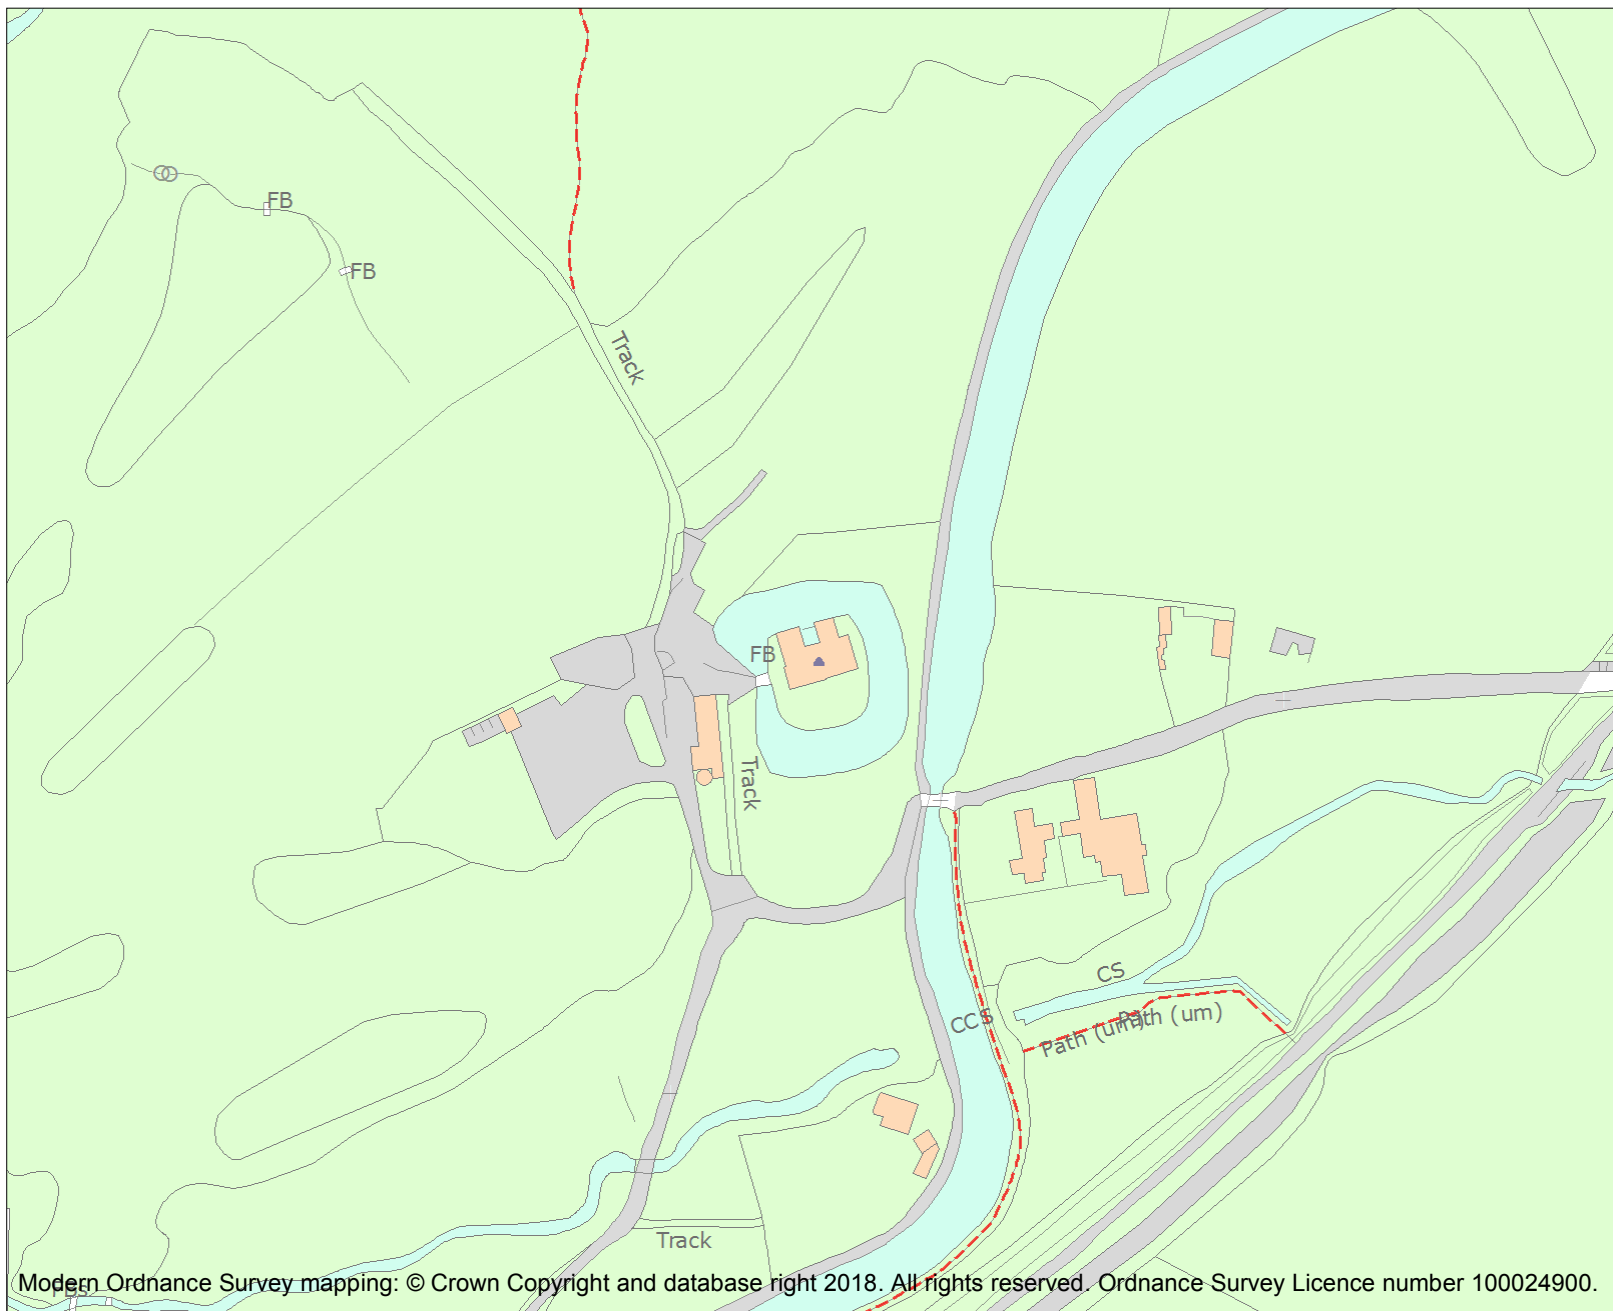 FB
FB
Track
FB
Track
CS
CCS
Path (um)
Path (um)
Track
FBs
Modern Ordnance Survey mapping: © Crown Copyright and database right 2018. All rights reserved. Ordnance Survey Licence number 100024900.